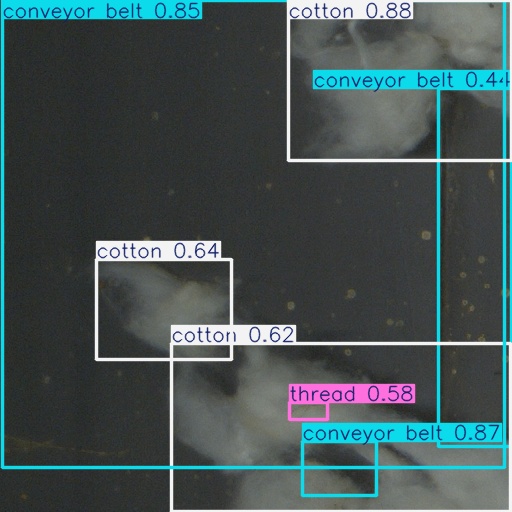 conveyor belt 0.85
cotton 0.88
conveyor belt 0.44
cotton 0.64
cotton 0.62
thread 0.58
conveyor belt 0.87